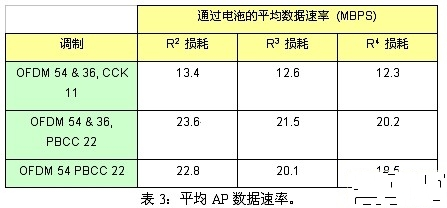 通过电池的平均数据速率 (MBPS)
调制 R² 损耗 R³ 损耗 R⁴ 损耗
OFDM 54 & 36, CCK
11 13.4 12.6 12.3
OFDM 54 & 36,
PBCC 22 23.6 21.5 20.2
OFDM 54 PBCC 22 22.8 20.1
表 3：平均 AP 数据速率。